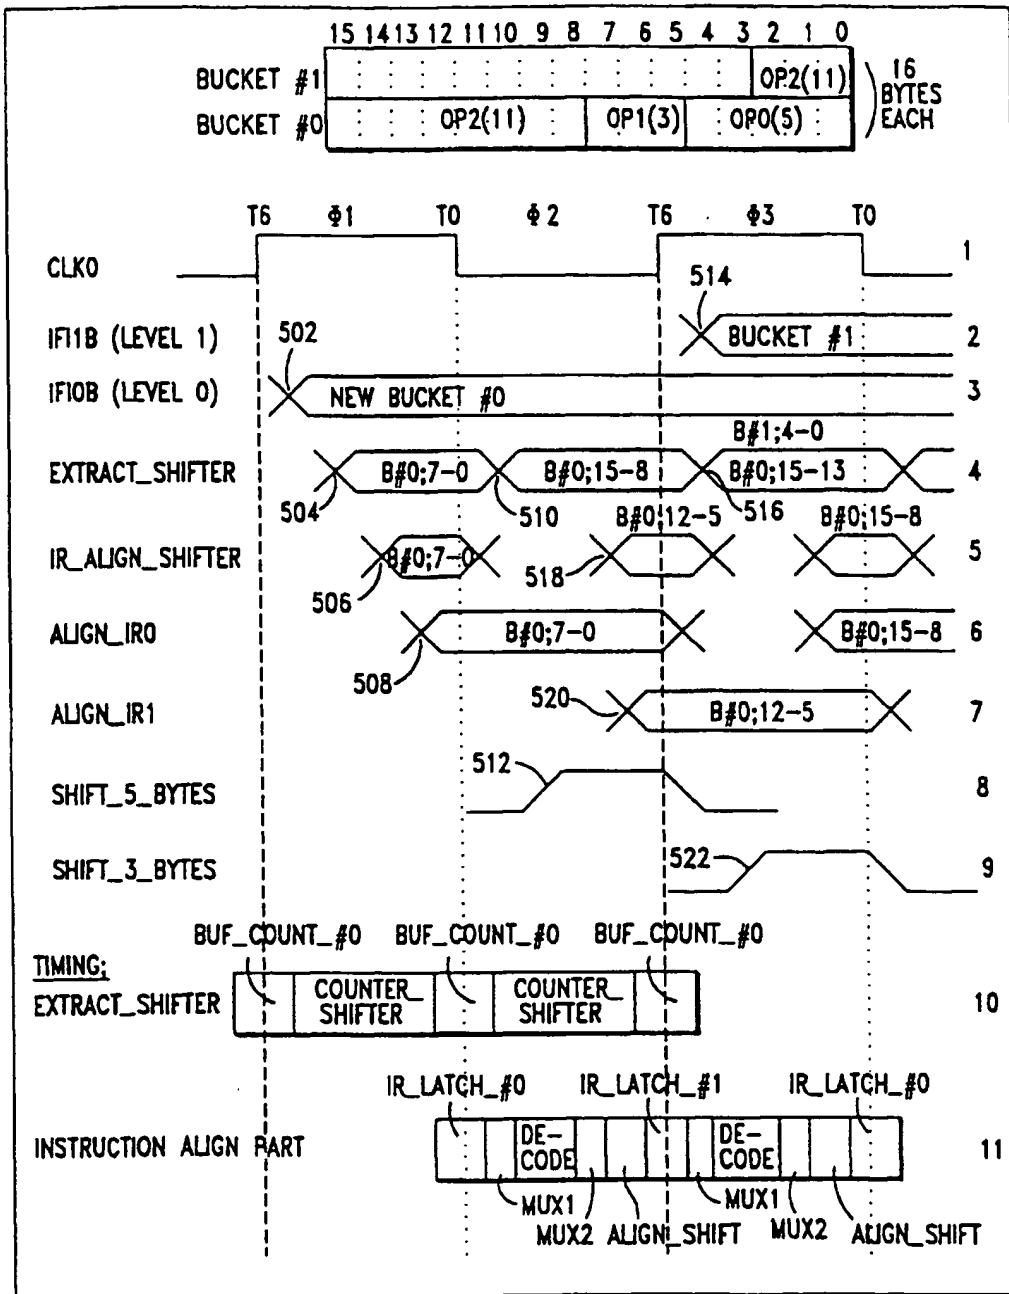 15 14 13 12 11 10 9 8 7 6 5 4 3 2 1 0
BUCKET #1 OP2(11)
BUCKET #0 OP2(11) OP1(3) OP0(5)
16
BYTES
EACH
T6 Φ1 T0 Φ2 T6 Φ3 T0
CLK0 1
514
IFI1B (LEVEL 1) BUCKET #1 2
502
IFI0B (LEVEL 0) NEW BUCKET #0 3
B#1;4-0
EXTRACT_SHIFTER B#0;7-0 B#0;15-8 B#0;15-13 4
504 510 516
B#0;12-5 B#0;15-8
IR_ALIGN_SHIFTER B#0;7-0 5
506 518
ALIGN_IR0 B#0;7-0 B#0;15-8 6
508
ALIGN_IR1 520 B#0;12-5 7
512
SHIFT_5_BYTES 8
SHIFT_3_BYTES 522 9
BUF_COUNT_#0 BUF_COUNT_#0 BUF_COUNT_#0
TIMING:
EXTRACT_SHIFTER COUNTER_ SHIFTER COUNTER_ SHIFTER 10
IR_LATCH_#0 IR_LATCH_#1 IR_LATCH_#0
INSTRUCTION ALIGN PART DE-CODE DE-CODE 11
MUX1 MUX1
MUX2 ALIGN_SHIFT MUX2 ALIGN_SHIFT